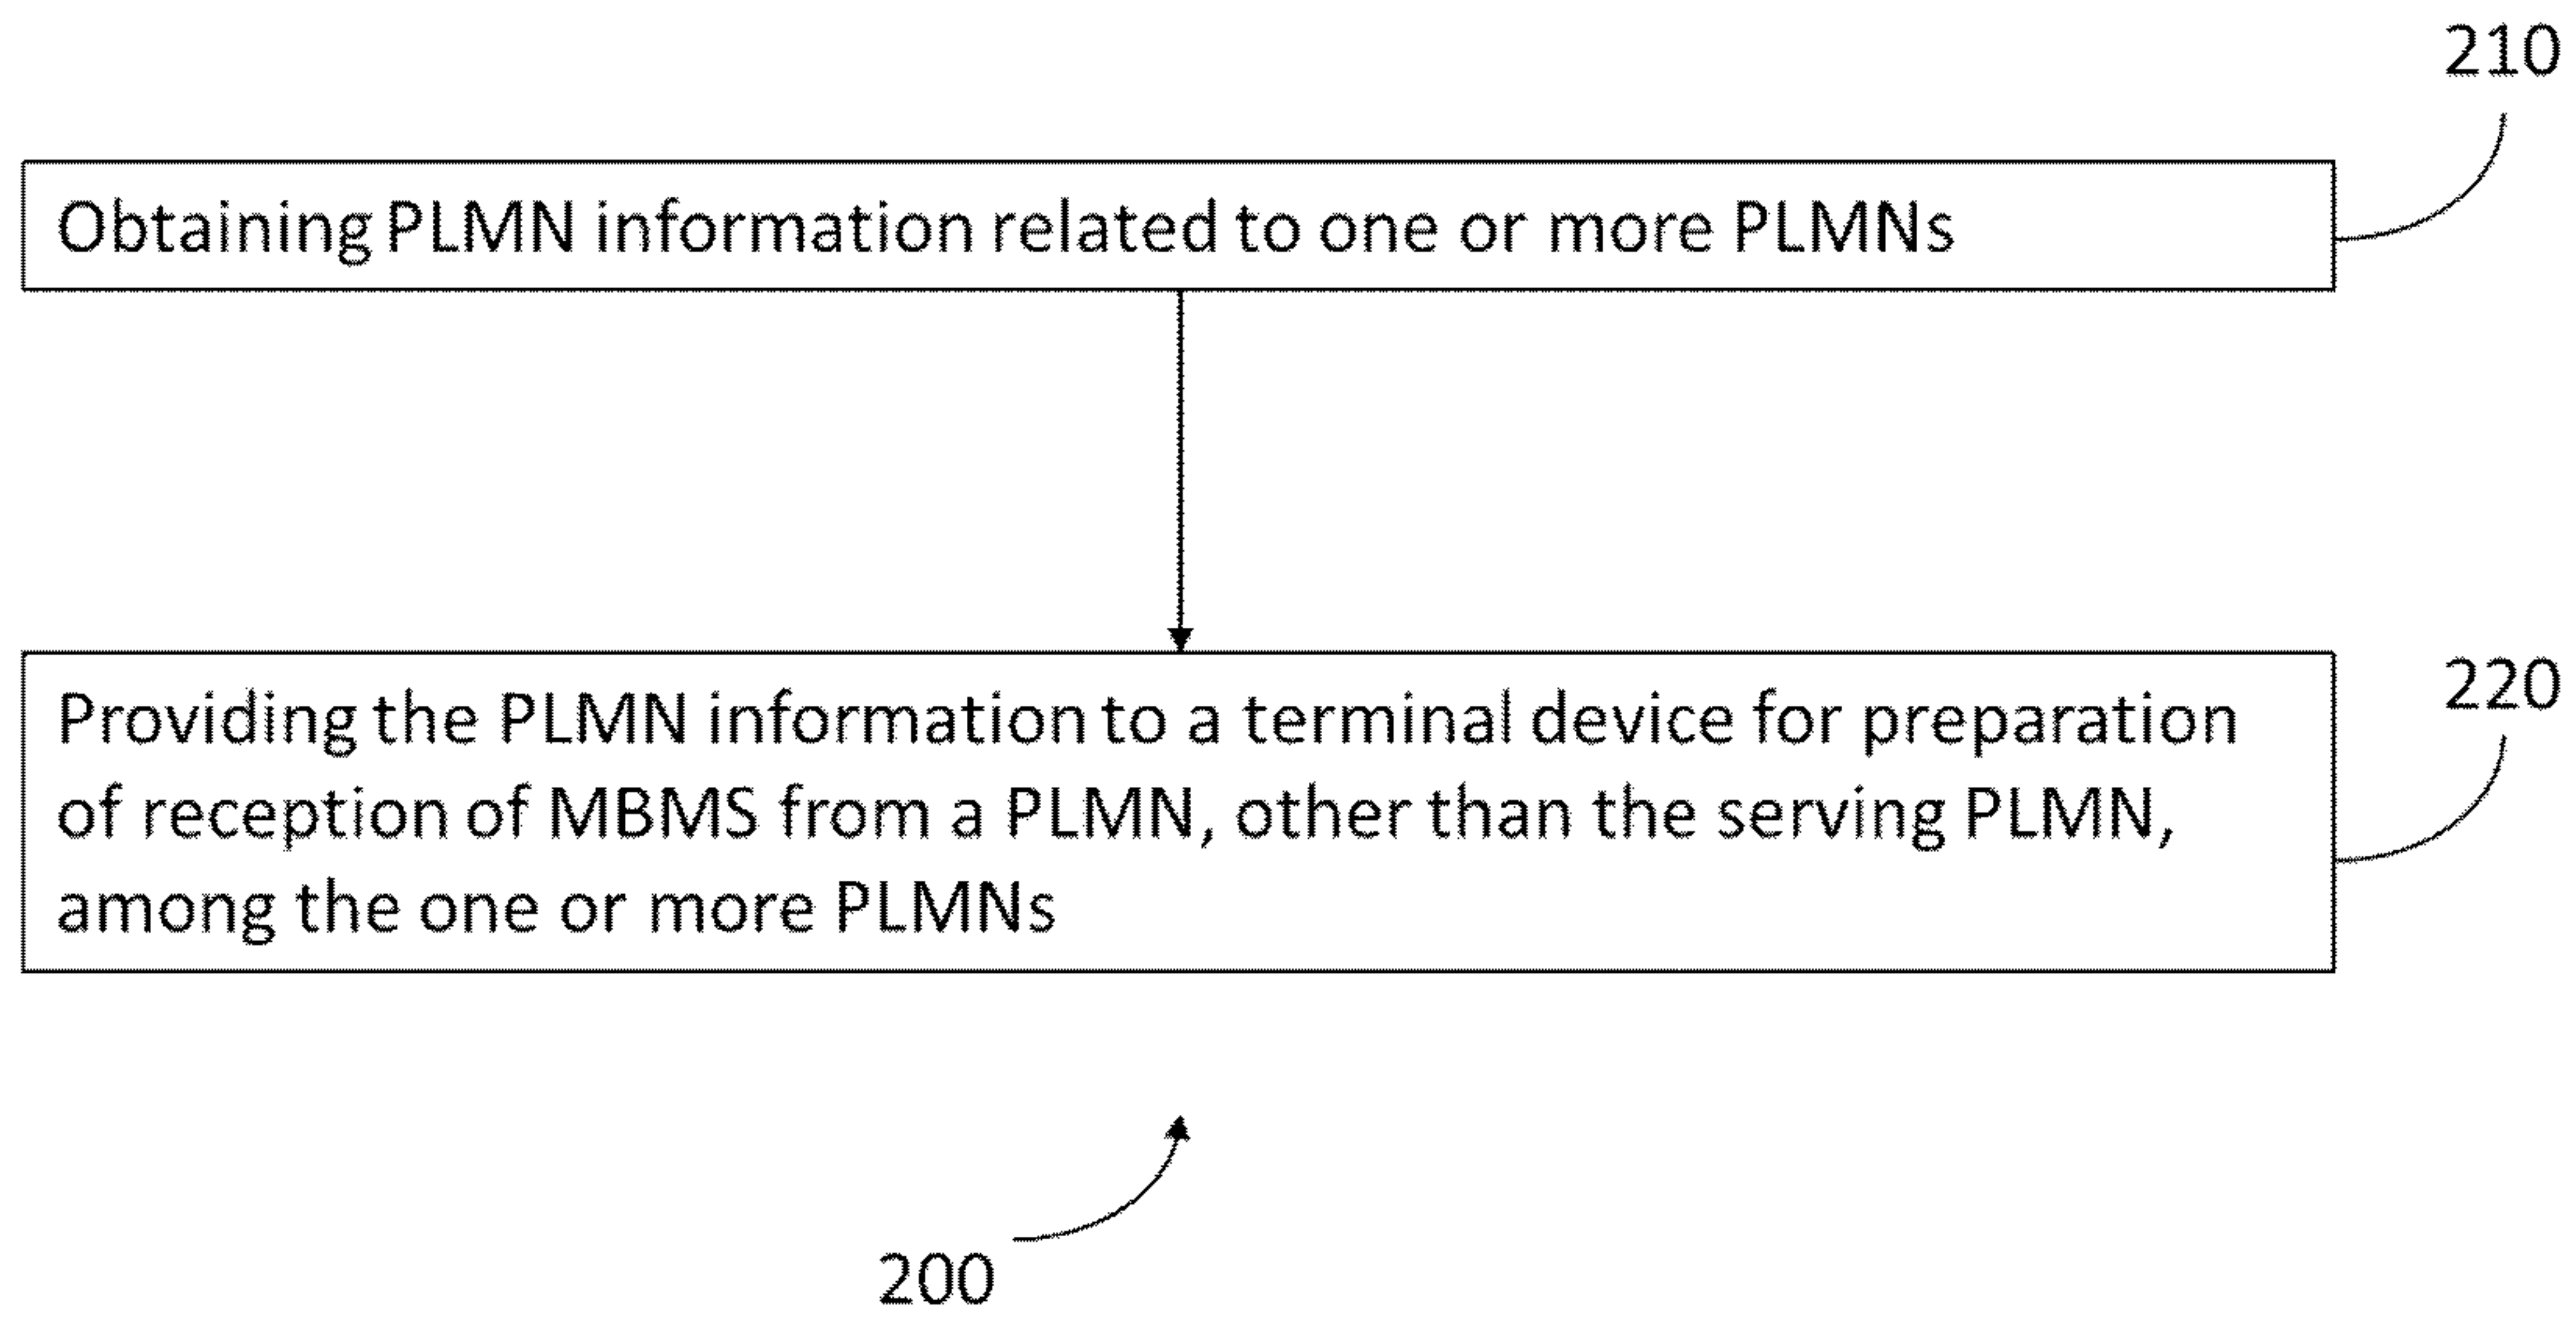 210
Obtaining PLMN information related to one or more PLMNs
220
Providing the PLMN information to a terminal device for preparation
of reception of MBMS from a PLMN, other than the serving PLMN,
among the one or more PLMNs
200